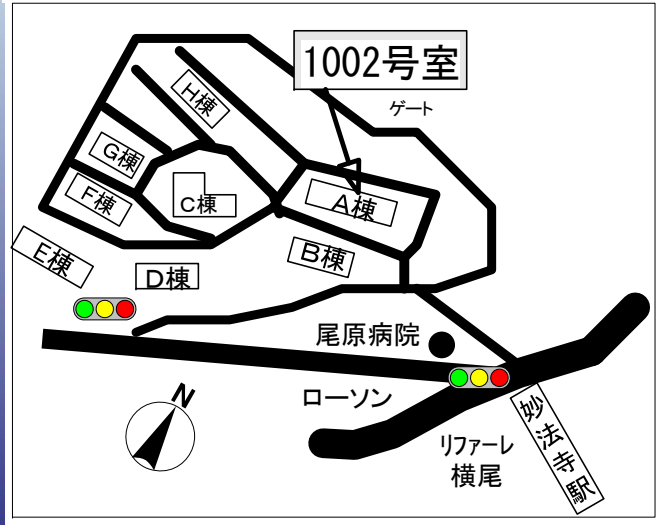 1002号室
ゲート
H棟
G棟
F棟
C棟
A棟
E棟
D棟
B棟
尾原病院
ローソン
N
リファーレ
横尾
妙法寺駅